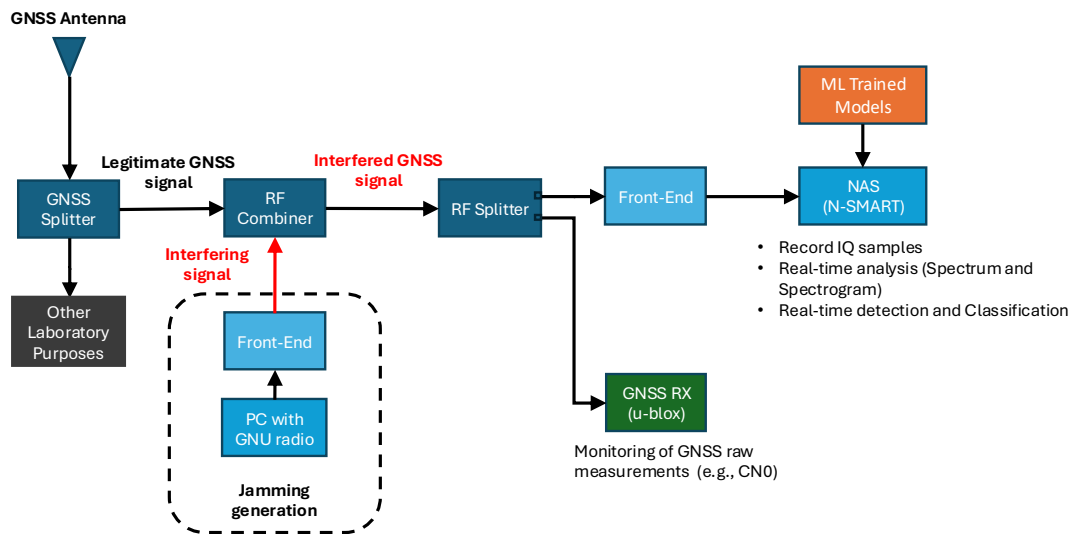 GNSS Antenna
ML Trained
Models
Legitimate GNSS
signal
Interfered GNSS
signal
GNSS
Splitter
RF
Combiner
RF Splitter
Front-End
NAS
(N-SMART)
Interfering
signal
• Record IQ samples
• Real-time analysis (Spectrum and
Spectrogram)
• Real-time detection and Classification
Other
Laboratory
Purposes
Front-End
PC with
GNU radio
Jamming
generation
GNSS RX
(u-blox)
Monitoring of GNSS raw
measurements (e.g., CN0)